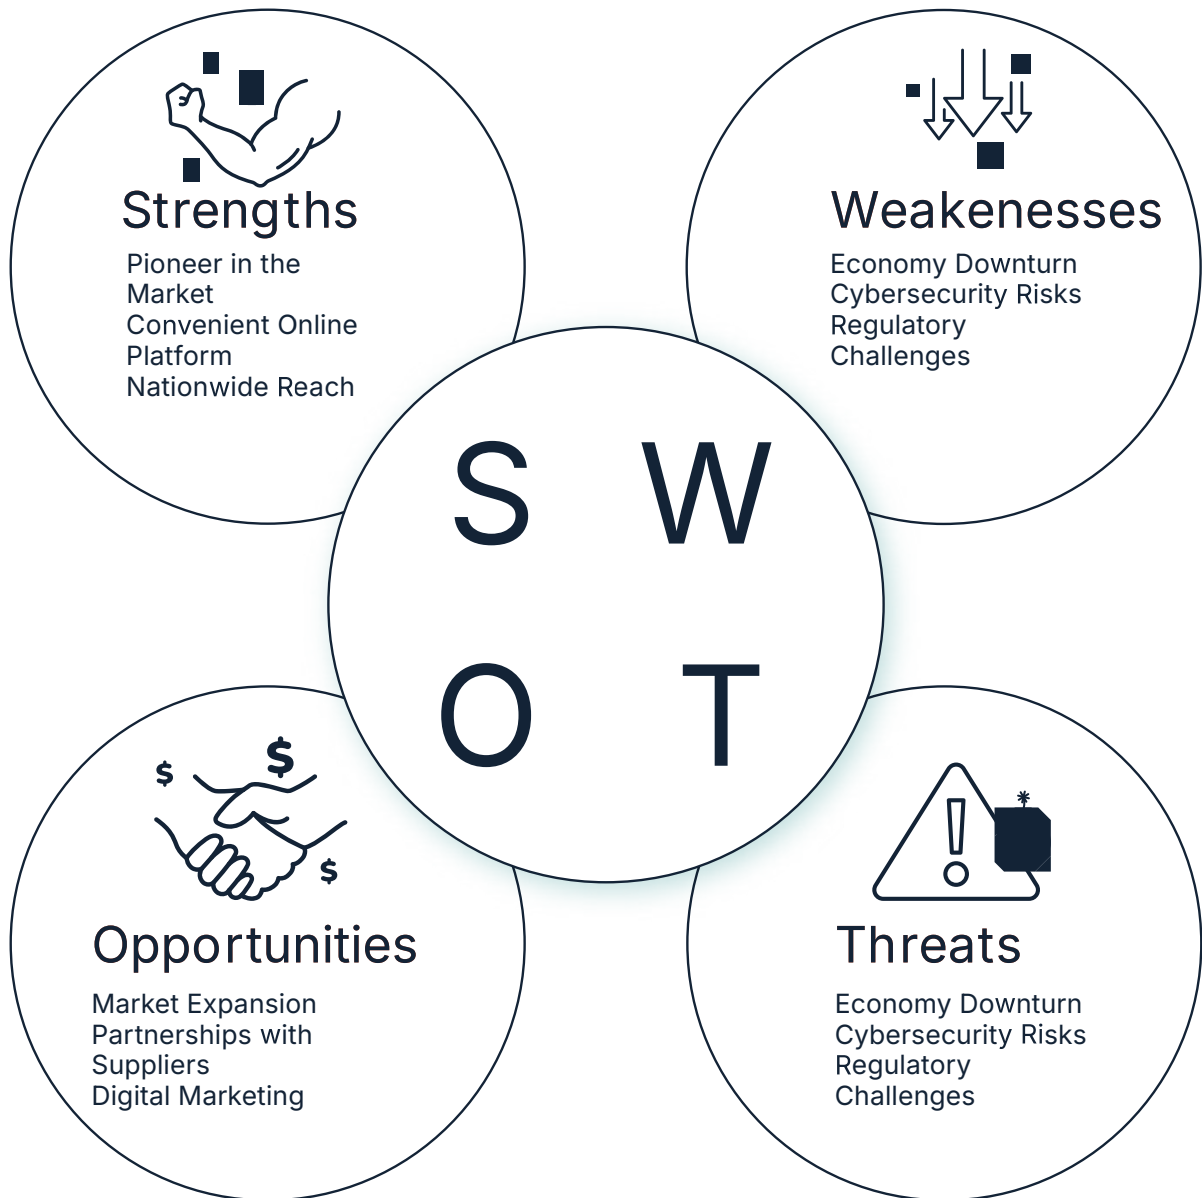 Strengths
Pioneer in the
Market
Convenient Online
Platform
Nationwide Reach
Weakenesses
Economy Downturn
Cybersecurity Risks
Regulatory
Challenges
S W
O T
$ $
$
Opportunities
Market Expansion
Partnerships with
Suppliers
Digital Marketing
!
Threats
Economy Downturn
Cybersecurity Risks
Regulatory
Challenges